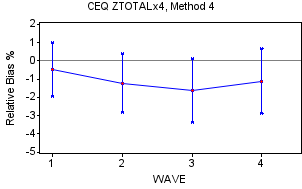 CEQ ZTOTALx4, Method 4
Relative Bias %
2
1
0
-1
-2
-3
-4
-5
1 2 3 4
WAVE